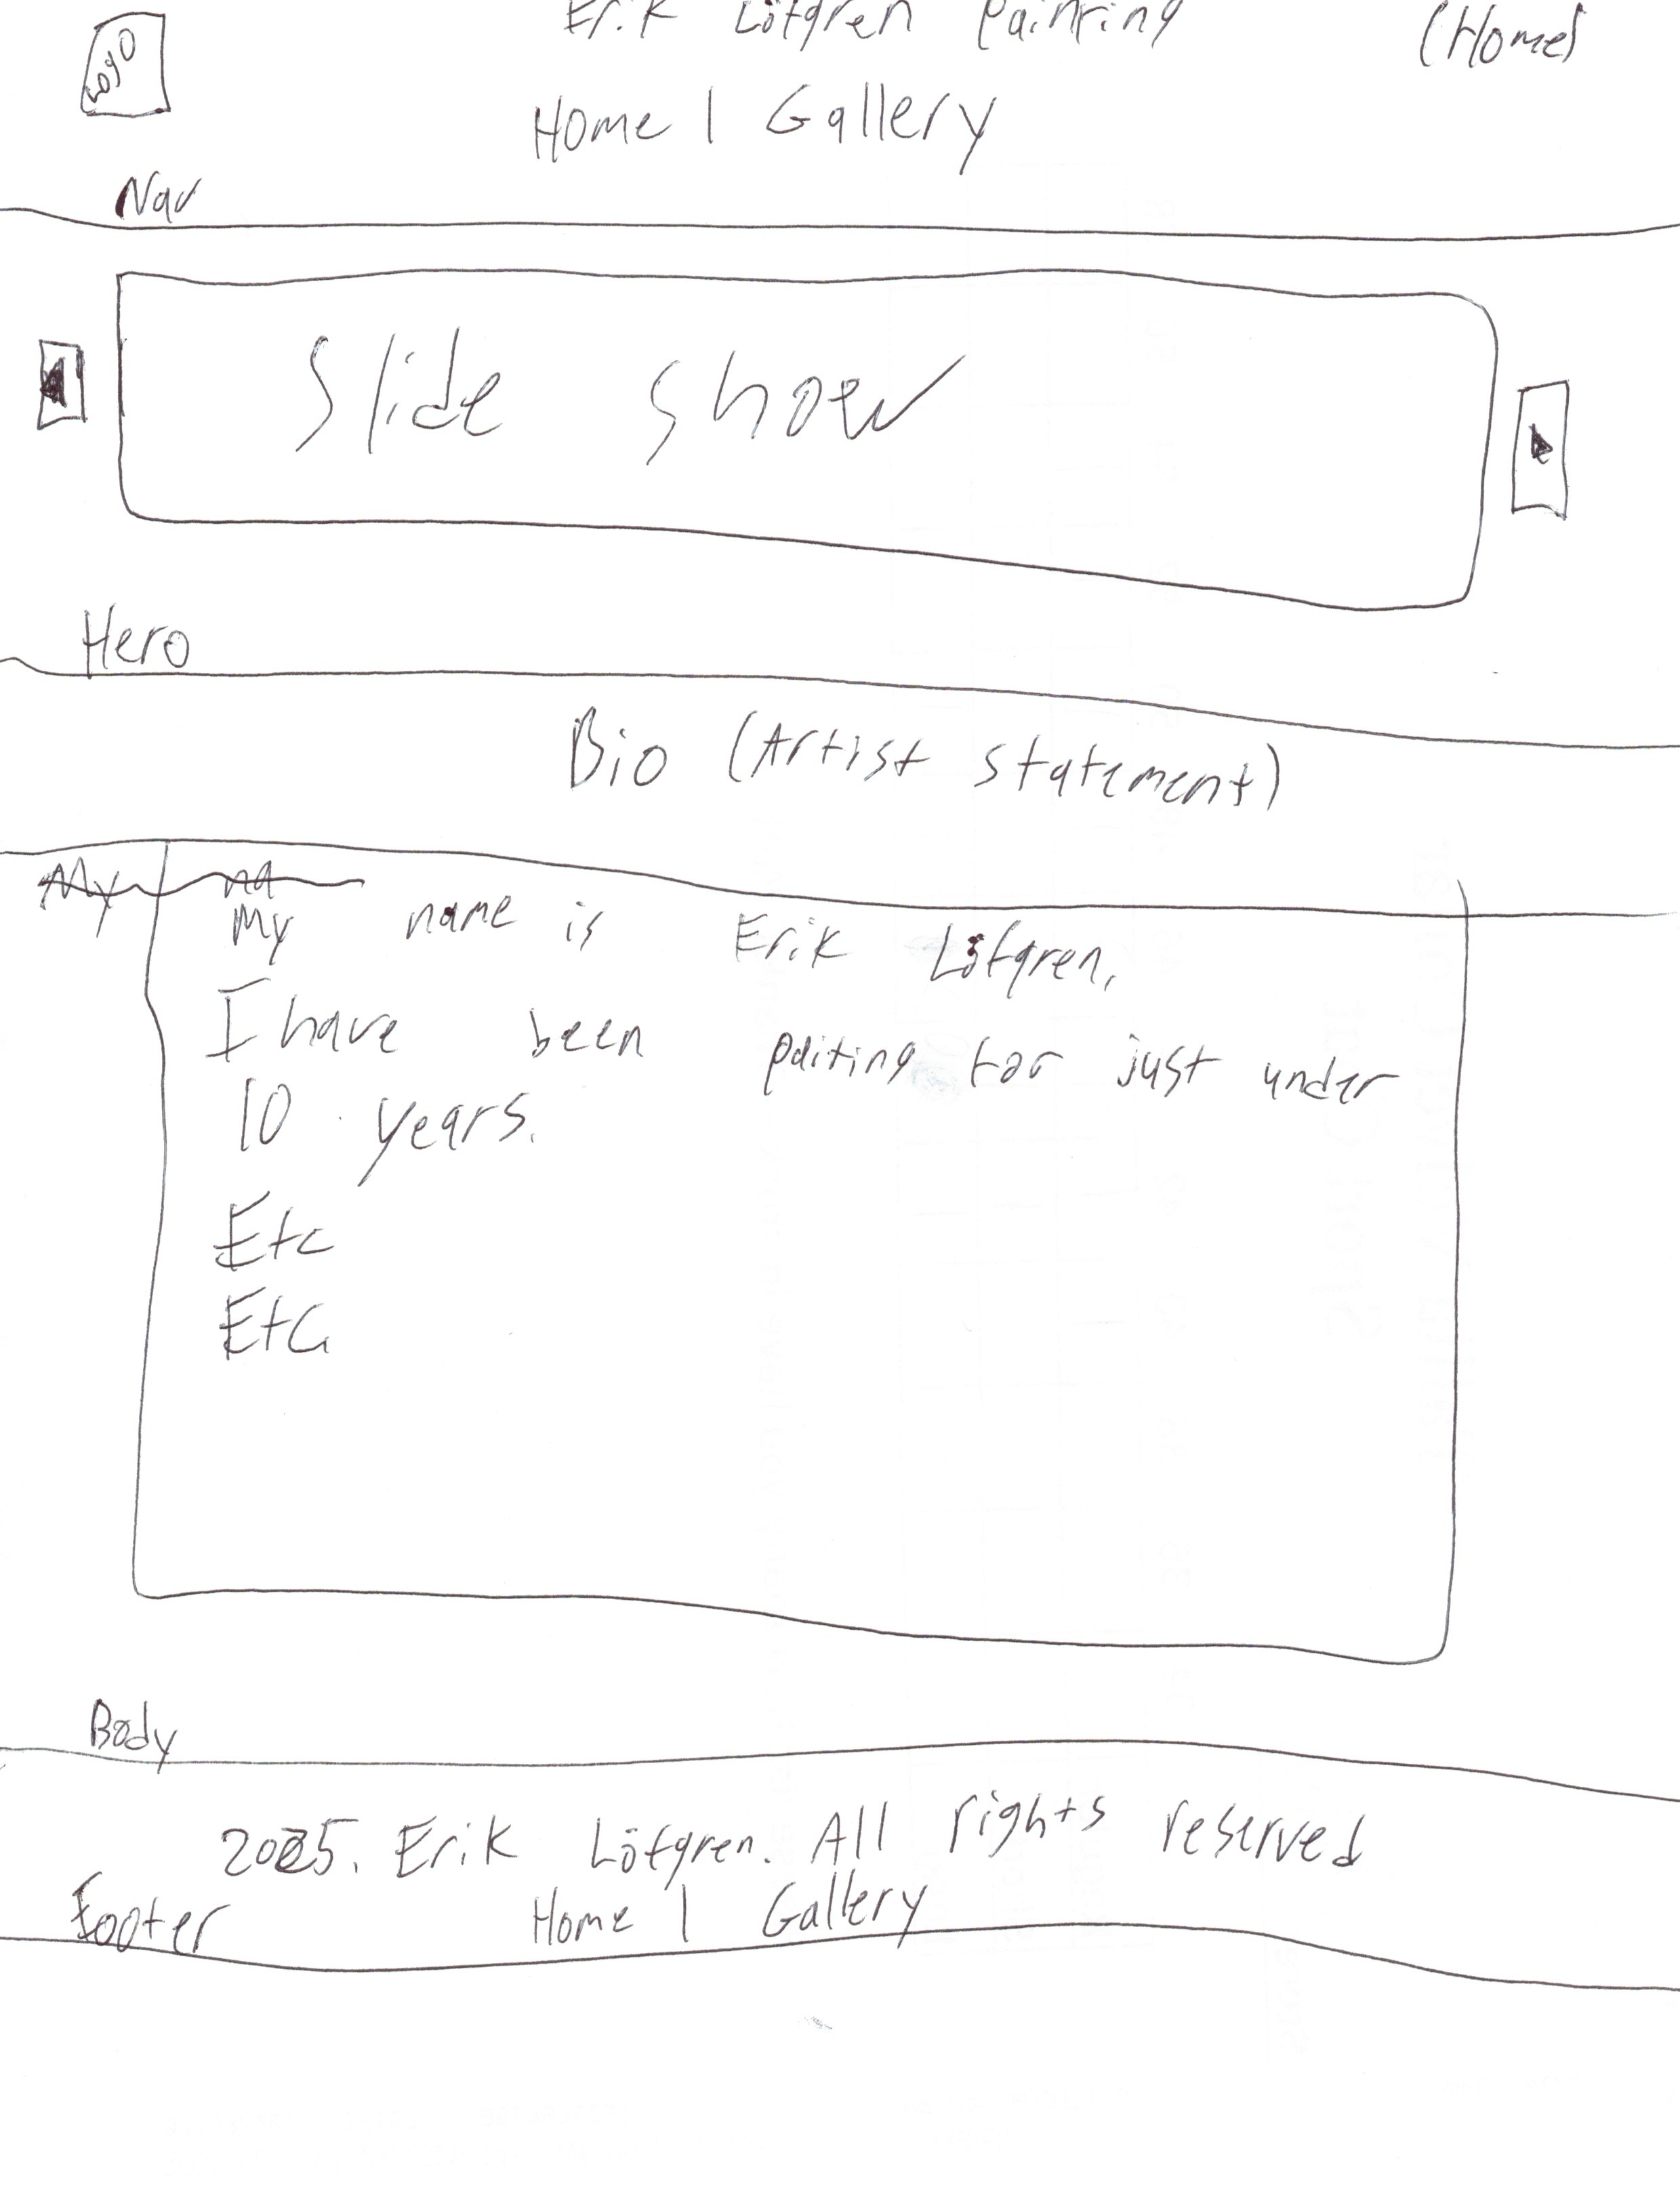 Logo
Erik Löfgren Painting (Home)
Home | Gallery
Nav
Slide show
Hero
Bio (Artist statement)
My na
My name is Erik Löfgren,
I have been paiting for just under
10 years.
Etc
Etc
Body
2025. Erik Löfgren. All rights reserved
Footer Home | Gallery